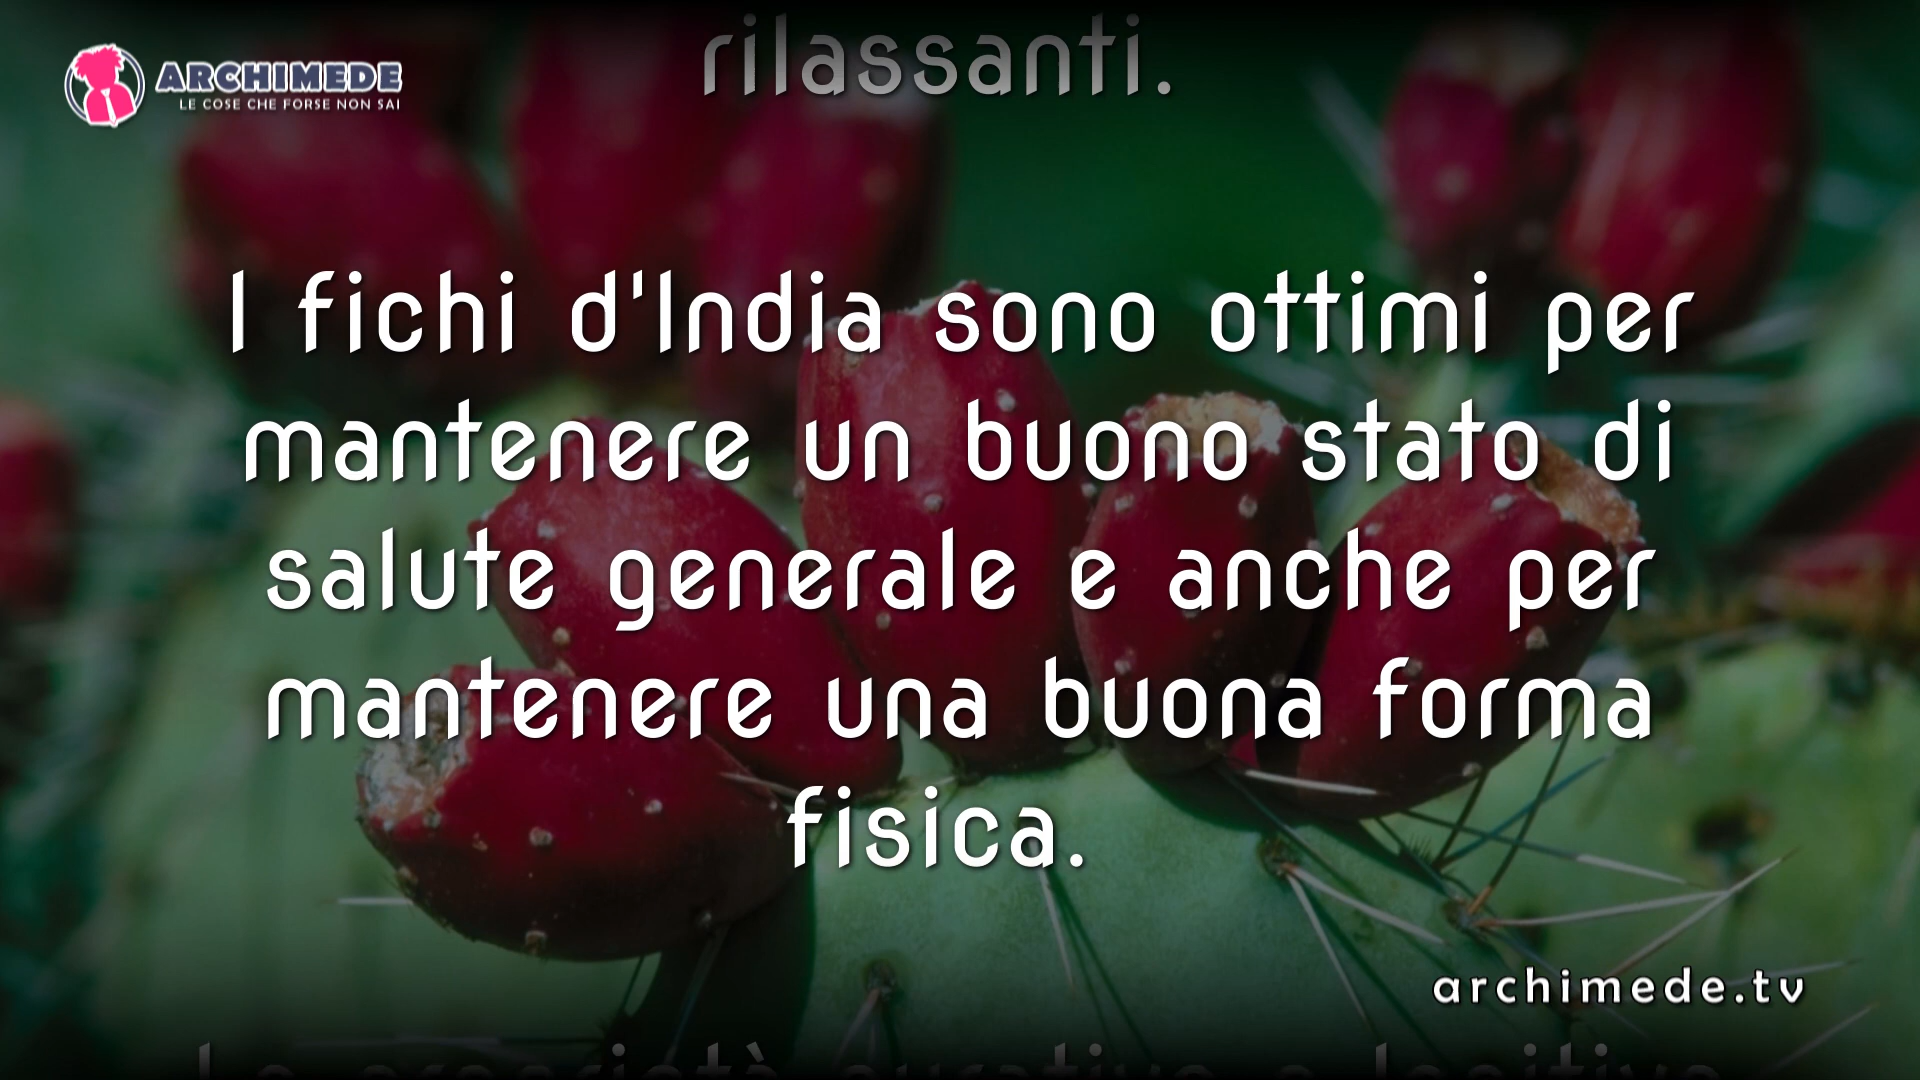 rilassanti.
ARCHIMEDE
LE COSE CHE FORSE NON SAI
I fichi d'India sono ottimi per
mantenere un buono stato di
salute generale e anche per
mantenere una buona forma
fisica.
archimede.tv